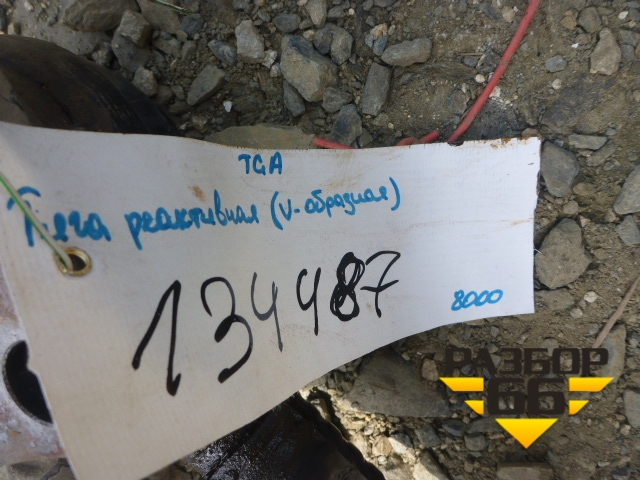 TGA
Тяга реактивная (V-образная)
134487
8000
РАЗБОР
66